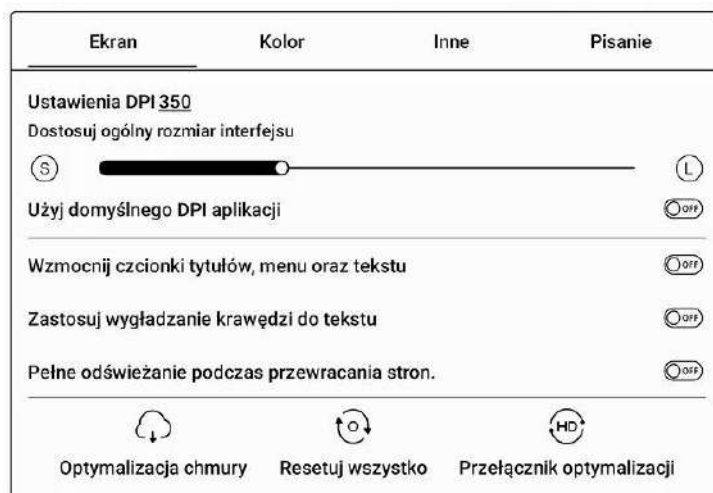 Ekran Kolor Inne Pisanie
Ustawienia DPI 350
Dostosuj ogólny rozmiar interfejsu
S L
Użyj domyślnego DPI aplikacji OFF
Wzmocnij czcionki tytułów, menu oraz tekstu OFF
Zastosuj wygładzanie krawędzi do tekstu OFF
Pełne odświeżanie podczas przewracania stron. OFF
HD
Optymalizacja chmury Resetuj wszystko Przełącznik optymalizacji